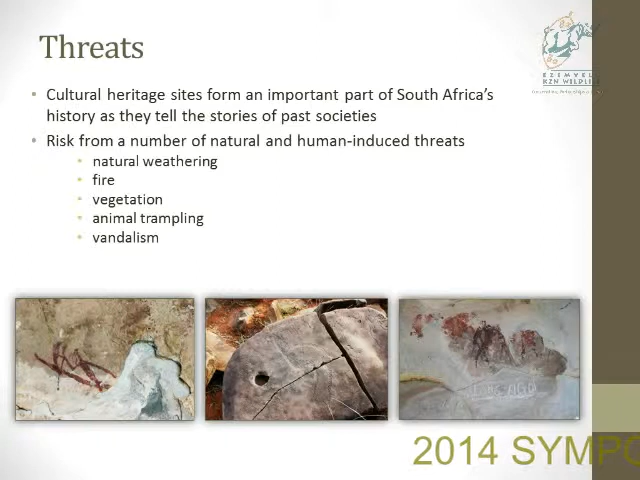 Threats
EZEMVELO
KZN WILDLIFE
• Cultural heritage sites form an important part of South Africa's
history as they tell the stories of past societies
• Risk from a number of natural and human-induced threats
• natural weathering
• fire
• vegetation
• animal trampling
• vandalism
2014 SYMPO